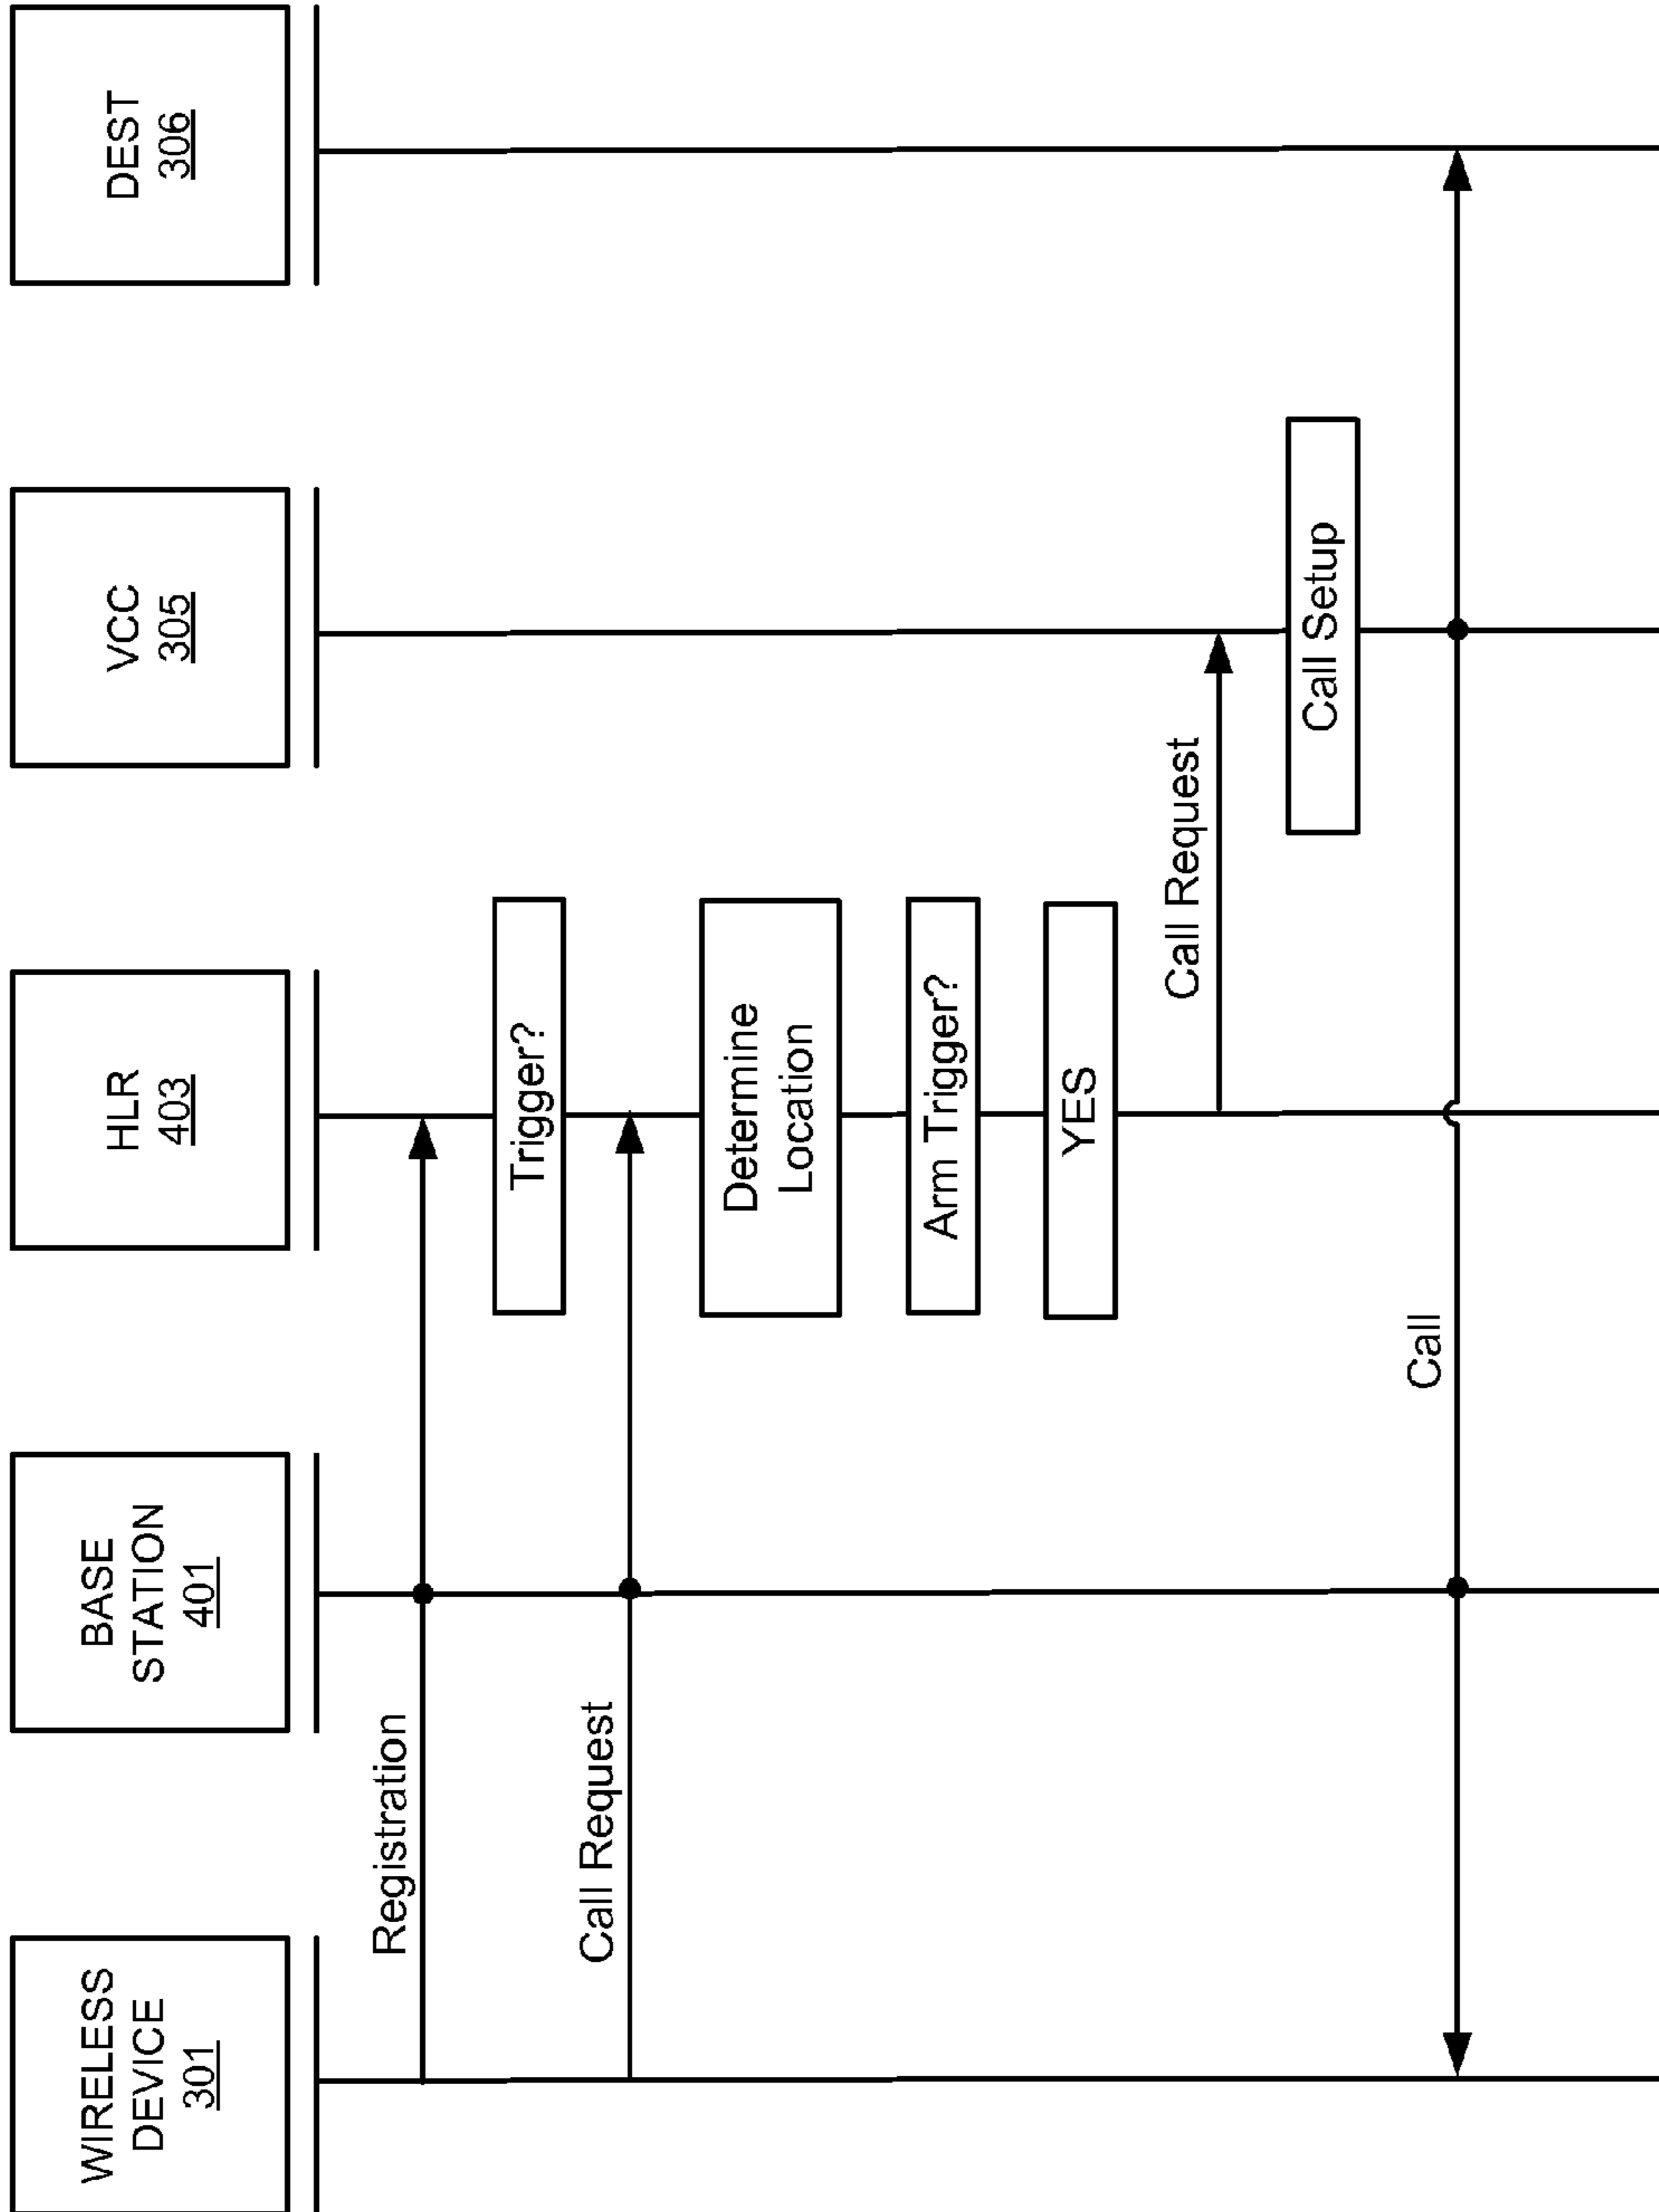 WIRELESS
DEVICE
301
BASE
STATION
401
HLR
403
VCC
305
DEST
306
Registration
Trigger?
Call Request
Determine
Location
Arm Trigger?
YES
Call Request
Call Setup
Call